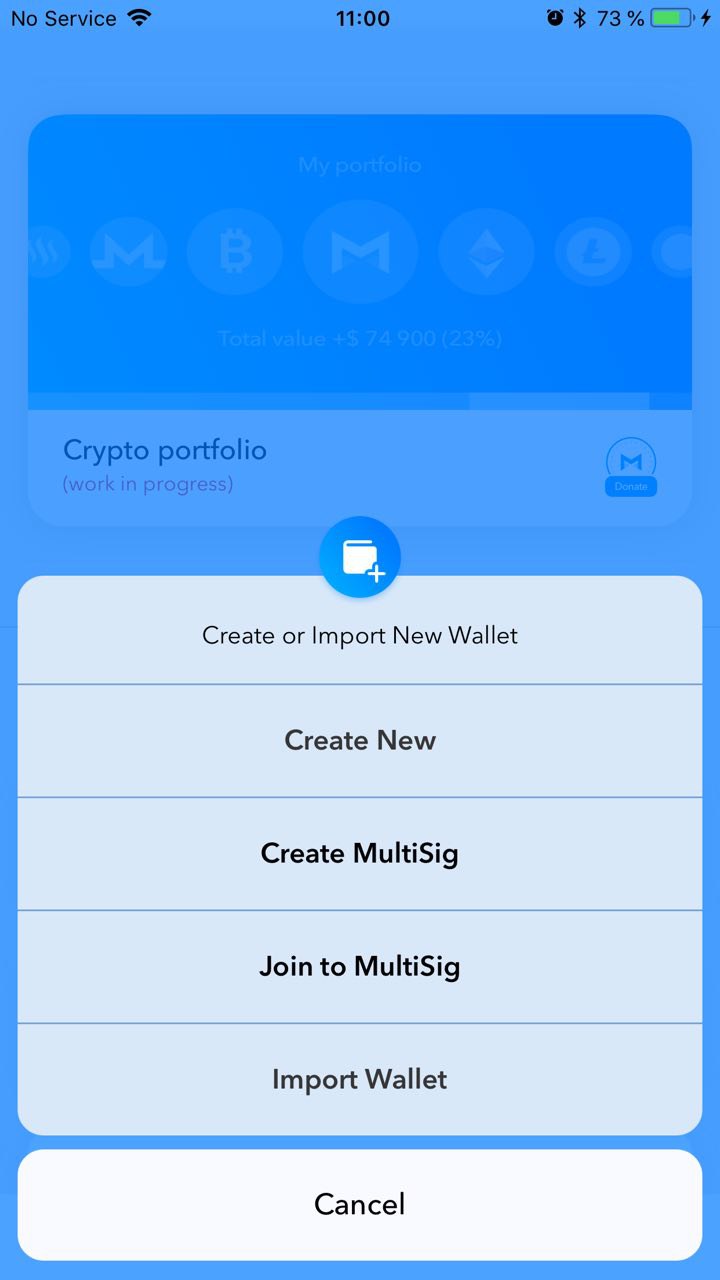 No Service 11:00 73 %
My portfolio
Total value +$ 74 900 (23%)
Crypto portfolio
(work in progress)
Donate
Create or Import New Wallet
Create New
Create MultiSig
Join to MultiSig
Import Wallet
Cancel